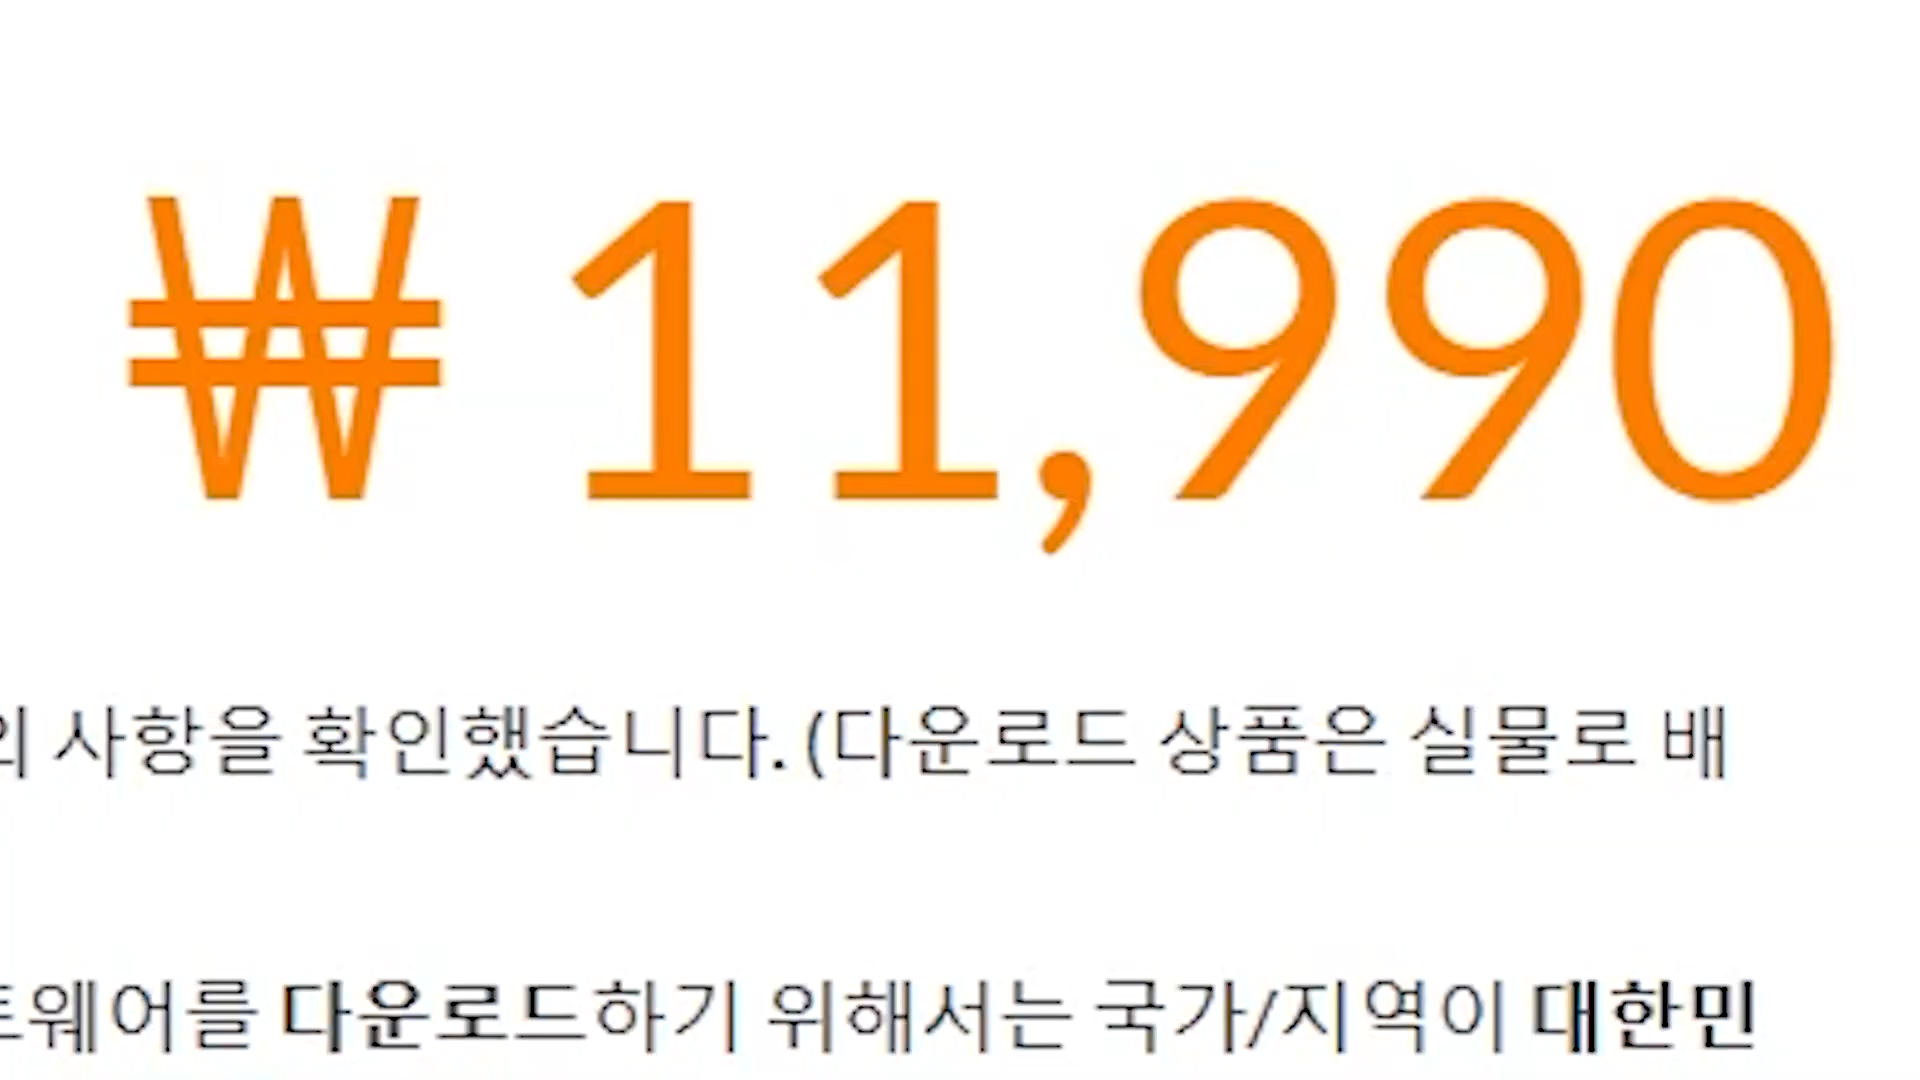 ₩ 11,990
사항을 확인했습니다. (다운로드 상품은 실물로 배
웨어를 다운로드하기 위해서는 국가/지역이 대한민